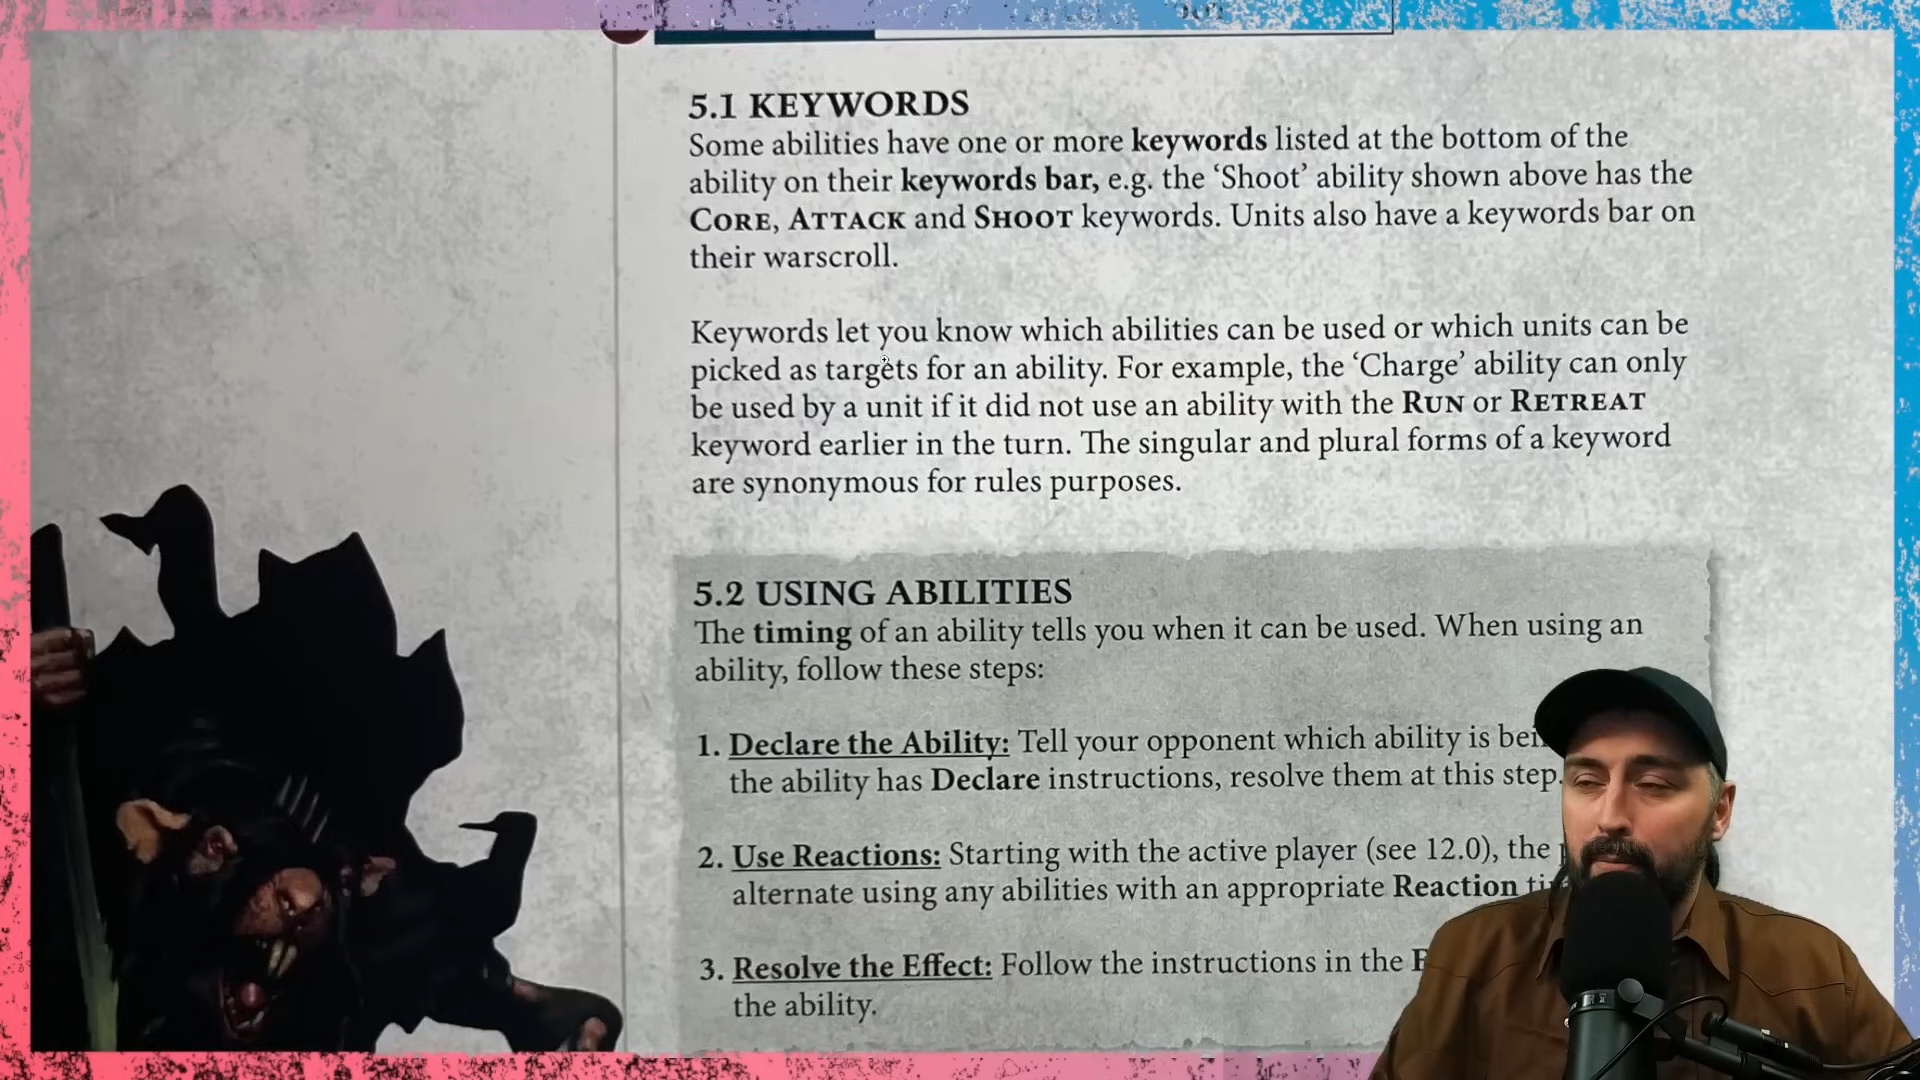 5.1 KEYWORDS
Some abilities have one or more keywords listed at the bottom of the
ability on their keywords bar, e.g. the ‘Shoot’ ability shown above has the
CORE, ATTACK and SHOOT keywords. Units also have a keywords bar on
their warscroll.
Keywords let you know which abilities can be used or which units can be
picked as targets for an ability. For example, the ‘Charge’ ability can only
be used by a unit if it did not use an ability with the RUN or RETREAT
keyword earlier in the turn. The singular and plural forms of a keyword
are synonymous for rules purposes.
5.2 USING ABILITIES
The timing of an ability tells you when it can be used. When using an
ability, follow these steps:
1. Declare the Ability: Tell your opponent which ability is
the ability has Declare instructions, resolve them at this step.
2. Use Reactions: Starting with the active player (see 12.0), the
alternate using any abilities with an appropriate Reaction
3. Resolve the Effect: Follow the instructions in the
the ability.